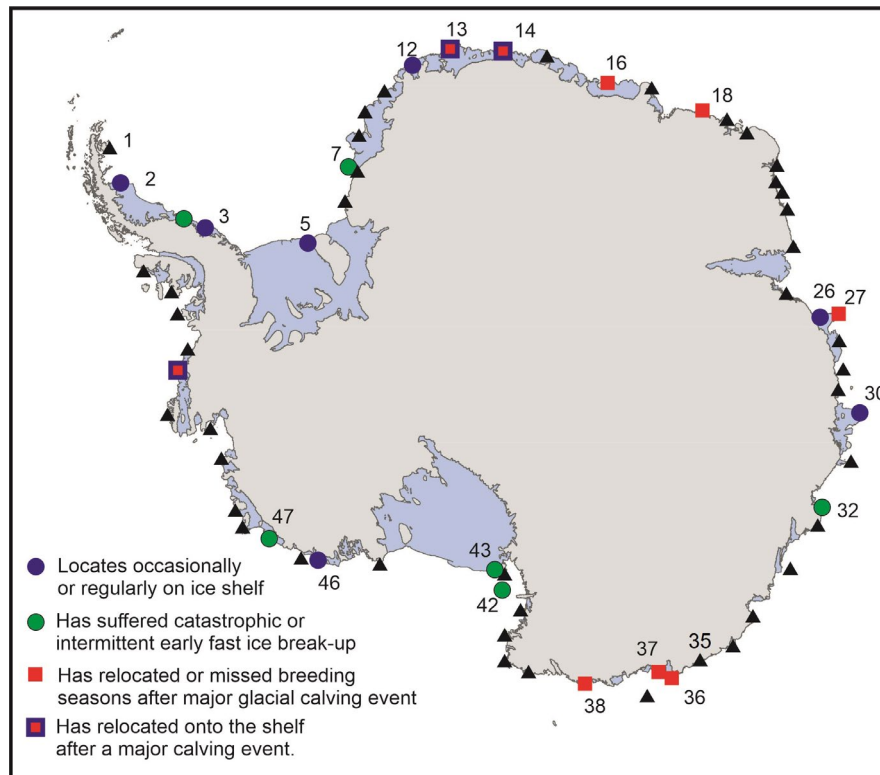 13
14
12
16
18
1
7
2
3
5
26
27
30
47
43
32
46
42
37
35
36
38
Locates occasionally
or regularly on ice shelf
Has suffered catastrophic or
intermittent early fast ice break-up
Has relocated or missed breeding
seasons after major glacial calving event
Has relocated onto the shelf
after a major calving event.